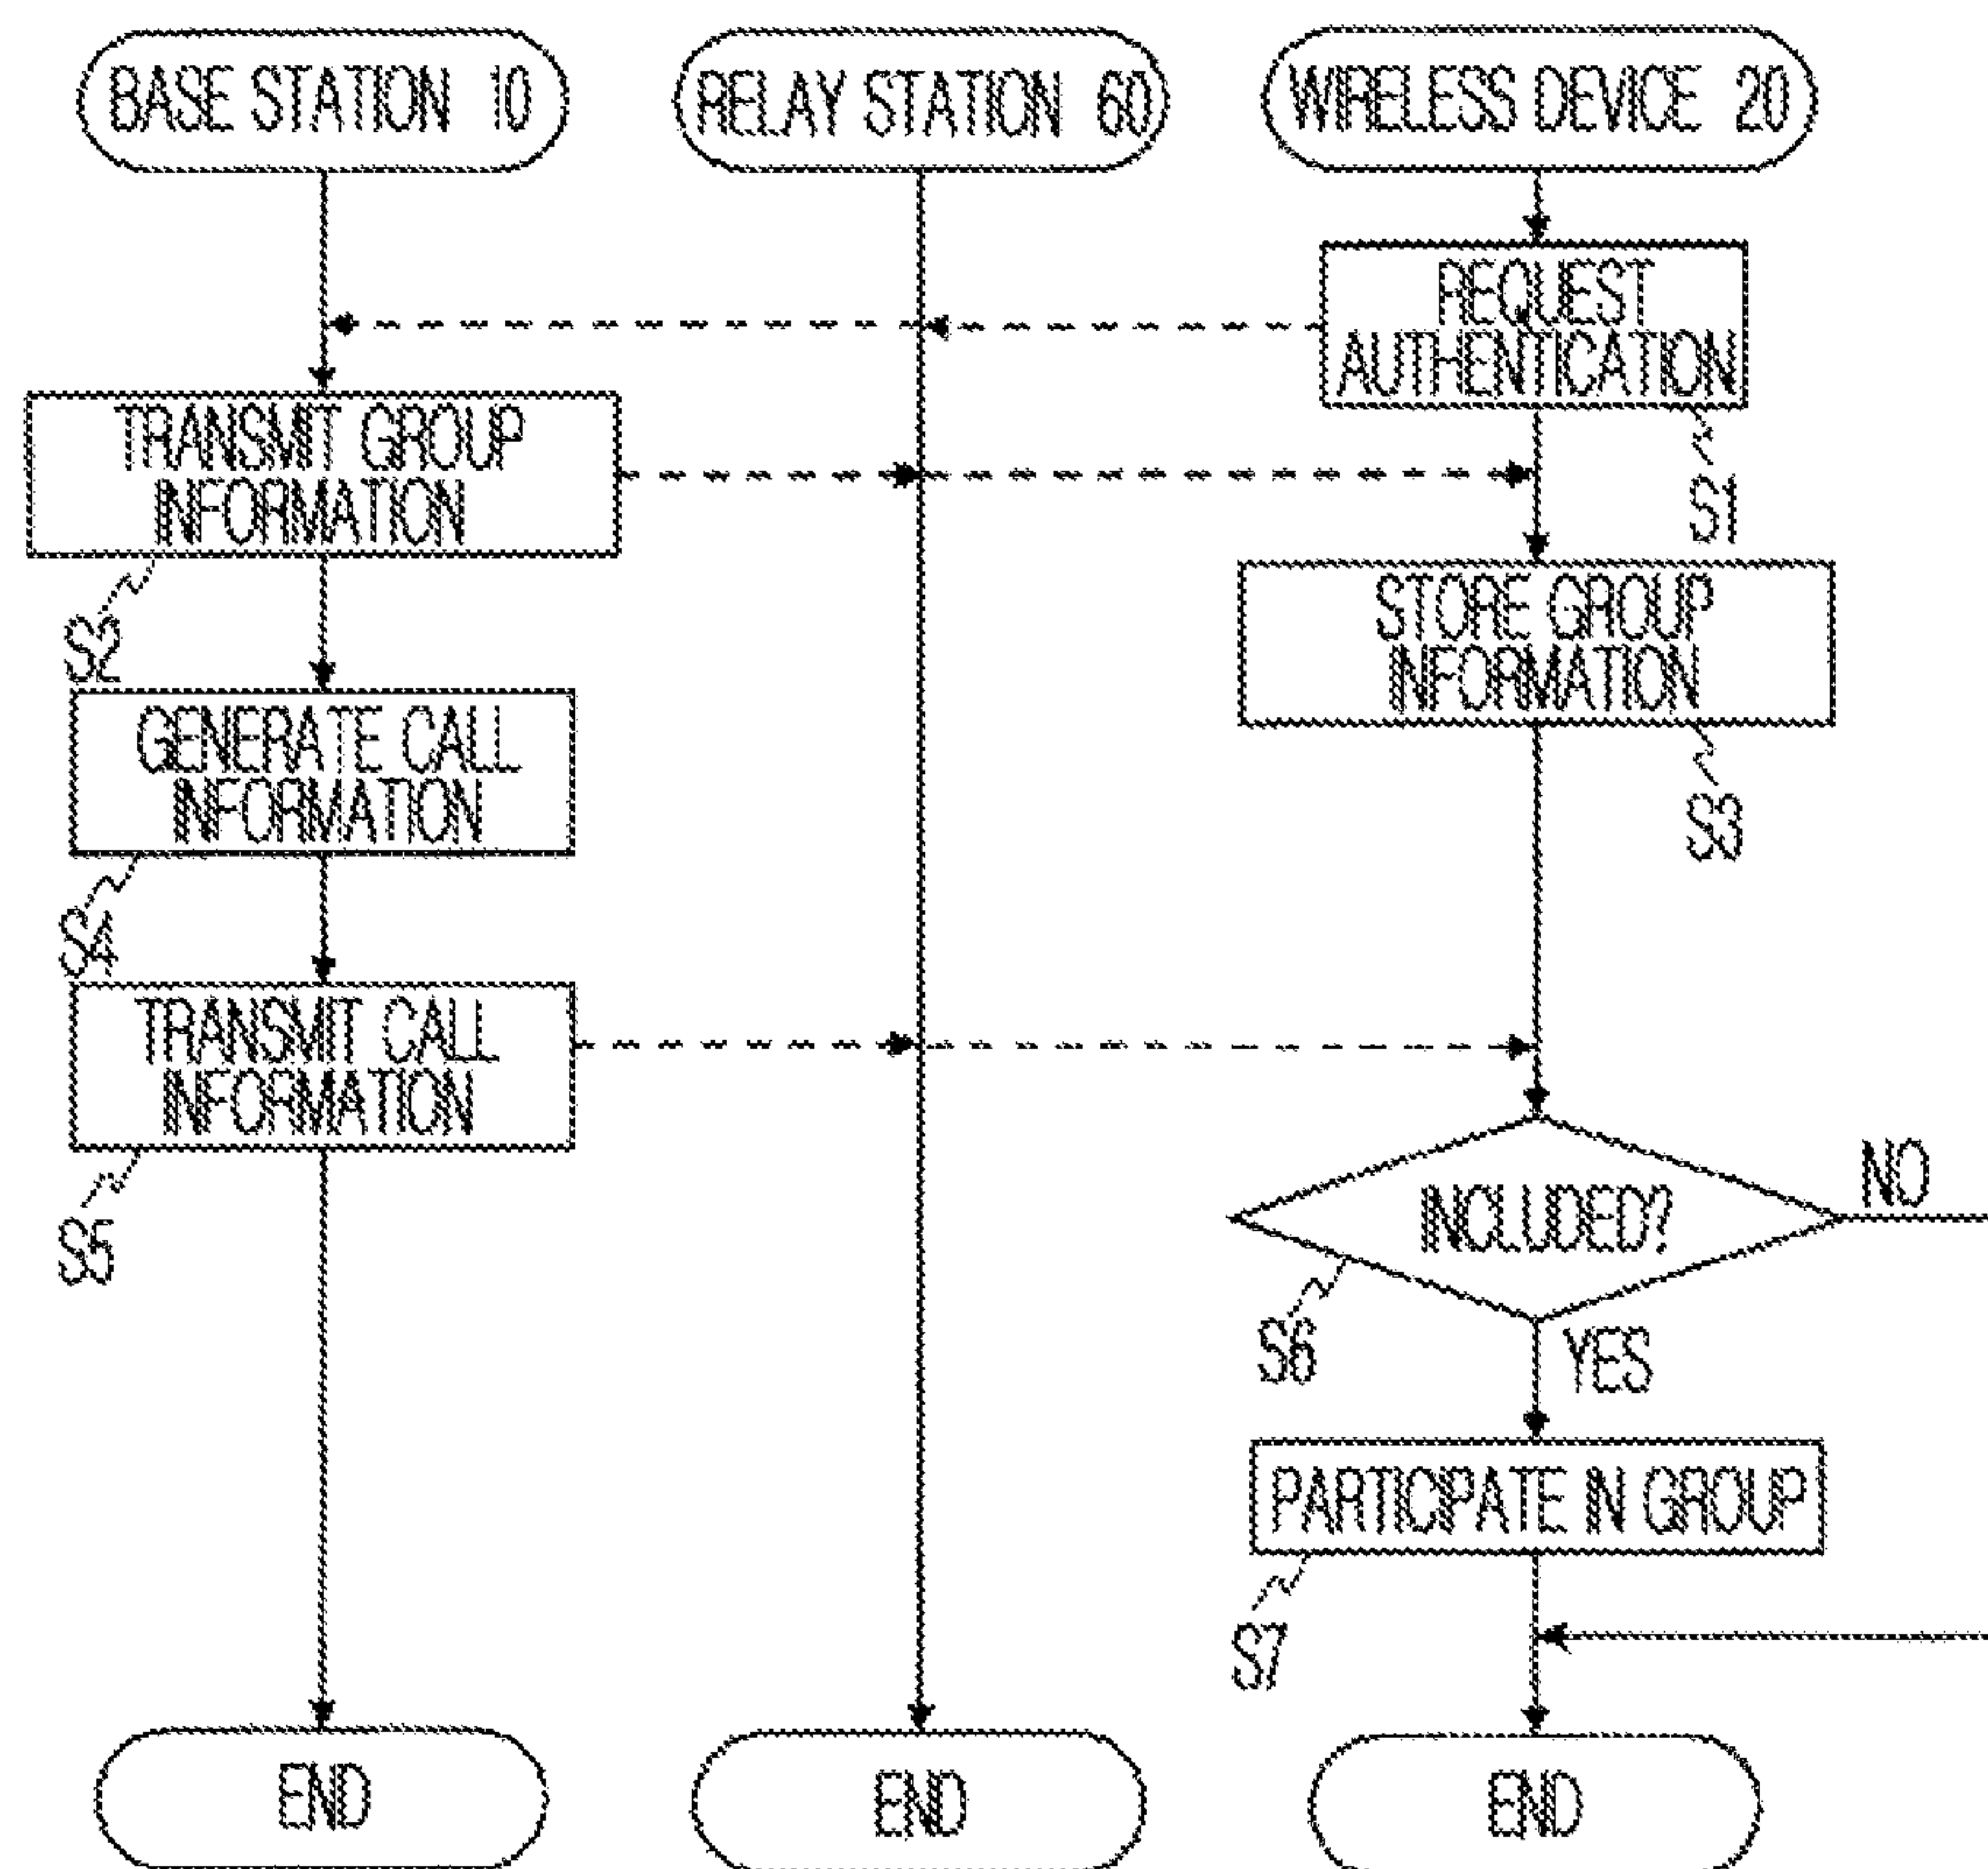 BASE STATION 10
RELAY STATION 60
WIRELESS DEVICE 20
REQUEST
AUTHENTICATION
S1
TRANSMIT GROUP
INFORMATION
S2
STORE GROUP
INFORMATION
S3
GENERATE CALL
INFORMATION
S4
TRANSMIT CALL
INFORMATION
S5
INCLUDED?
NO
S6
YES
PARTICIPATE IN GROUP
S7
END
END
END